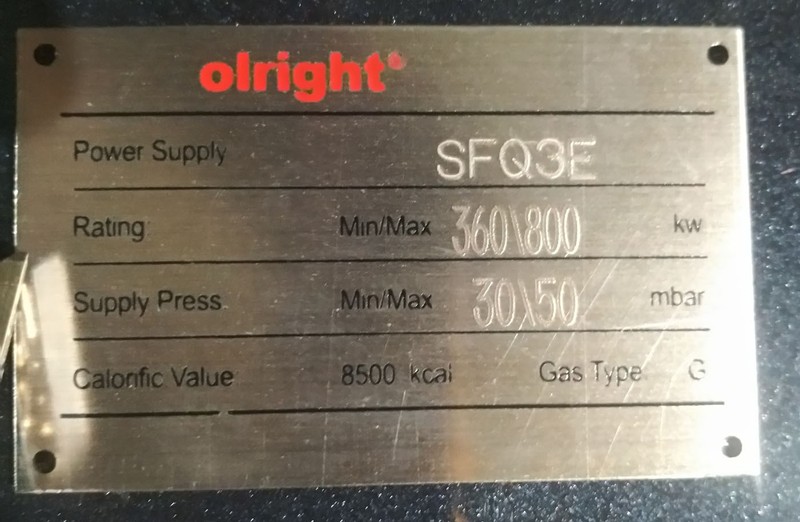 olright®
Power Supply SFQ3E
Rating Min/Max 360\800 kw
Supply Press Min/Max 30\50 mbar
Calorific Value 8500 kcal Gas Type G